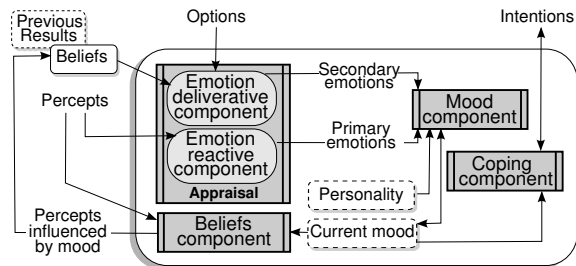 Previous
Results
Options
Intentions
Beliefs
Emotion
deliverative
component
Secondary
emotions
Percepts
Mood
component
Emotion
reactive
component
Primary
emotions
Appraisal
Personality
Coping
component
Percepts
influenced
by mood
Beliefs
component
Current mood